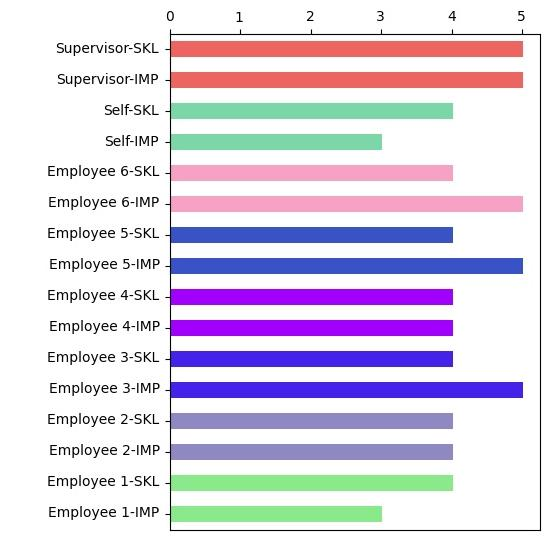 0 1 2 3 4 5
Supervisor-SKL
Supervisor-IMP
Self-SKL
Self-IMP
Employee 6-SKL
Employee 6-IMP
Employee 5-SKL
Employee 5-IMP
Employee 4-SKL
Employee 4-IMP
Employee 3-SKL
Employee 3-IMP
Employee 2-SKL
Employee 2-IMP
Employee 1-SKL
Employee 1-IMP